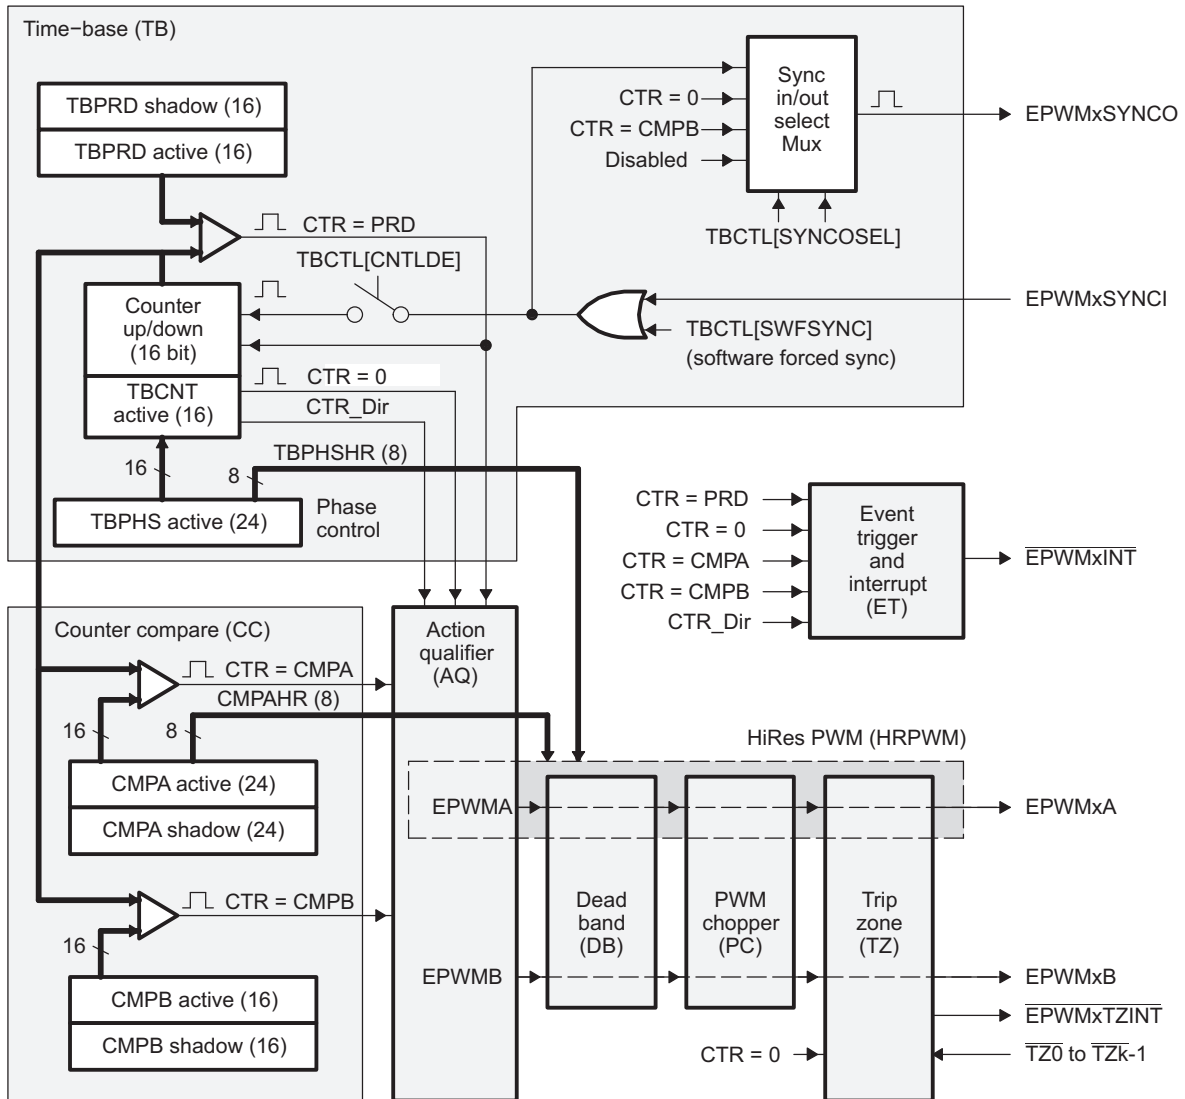 Time−base (TB)
TBPRD shadow (16)
TBPRD active (16)
CTR = PRD
TBCTL[CNTLDE]
Counter
up/down
(16 bit)
TBCNT
active (16)
CTR = 0
CTR_Dir
16
8
TBPHSHR (8)
TBPHS active (24)
Phase
control
CTR = 0
CTR = CMPB
Disabled
Sync
in/out
select
Mux
TBCTL[SYNCOSEL]
EPWMxSYNCO
EPWMxSYNCI
TBCTL[SWFSYNC]
(software forced sync)
CTR = PRD
CTR = 0
CTR = CMPA
CTR = CMPB
CTR_Dir
Event
trigger
and
interrupt
(ET)
EPWMxINT
Counter compare (CC)
CTR = CMPA
CMPAHR (8)
16
8
CMPA active (24)
CMPA shadow (24)
CTR = CMPB
16
CMPB active (16)
CMPB shadow (16)
Action
qualifier
(AQ)
HiRes PWM (HRPWM)
EPWMA
EPWMB
Dead
band
(DB)
PWM
chopper
(PC)
Trip
zone
(TZ)
CTR = 0
EPWMxA
EPWMxB
EPWMxTZINT
TZ0 to TZk-1